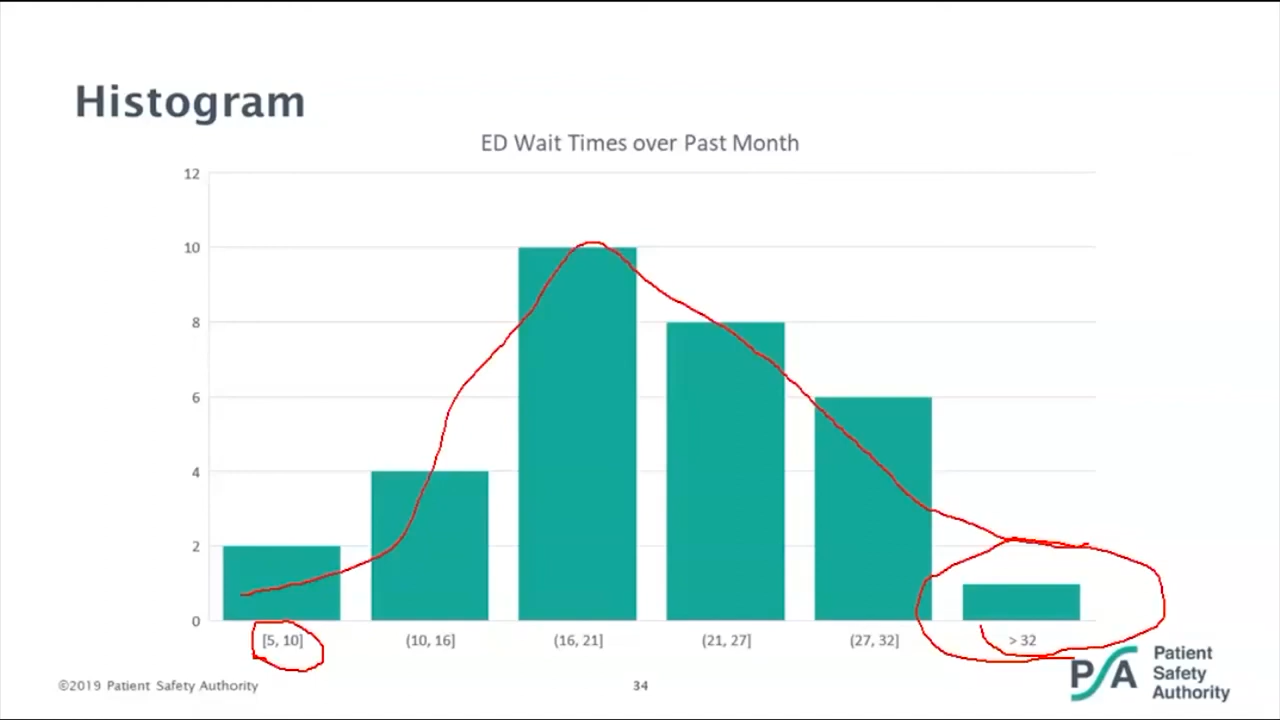 Histogram
ED Wait Times over Past Month
12
10
8
6
4
2
0
[5, 10]
(10, 16]
(16, 21]
(21, 27]
(27, 32]
> 32
©2019 Patient Safety Authority
34
PSA
Patient
Safety
Authority